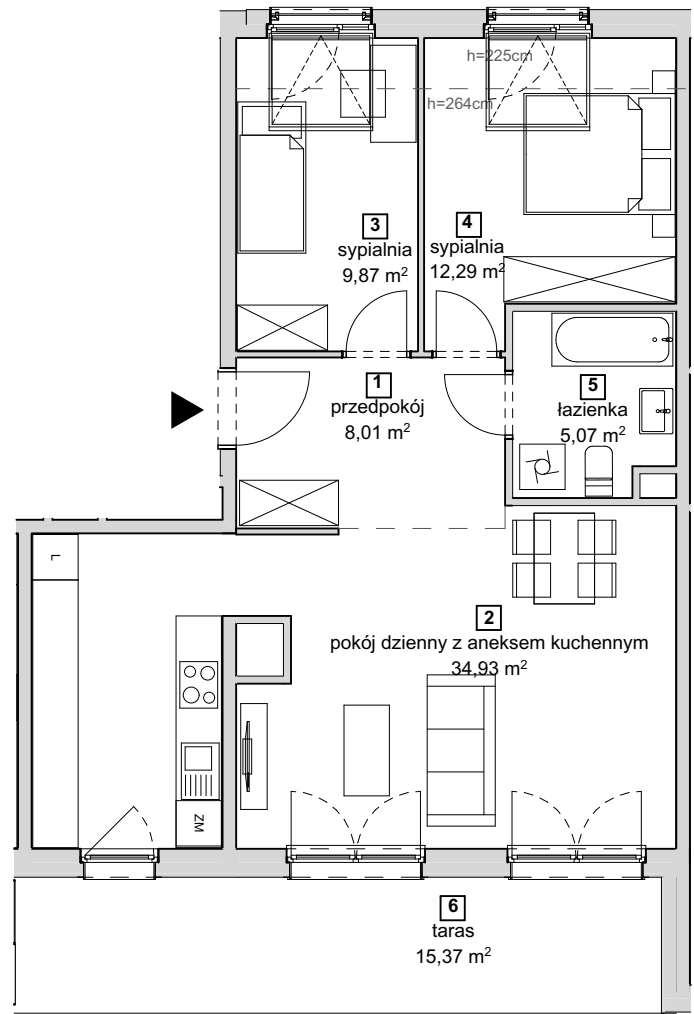 h=225cm
h=264cm
3
sypialnia
9,87 m²
4
sypialnia
12,29 m²
1
przedpokój
8,01 m²
5
łazienka
5,07 m²
L
2
pokój dzienny z aneksem kuchennym
34,93 m²
ZM
6
taras
15,37 m²